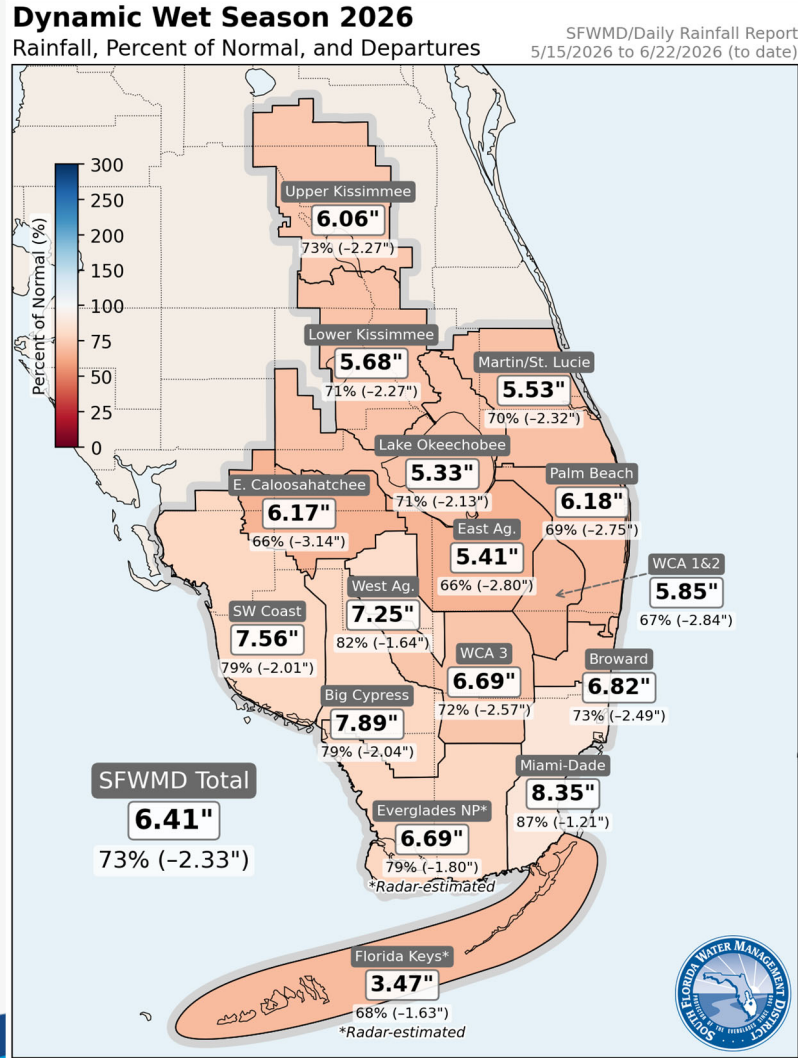 Dynamic Wet Season 2026
Rainfall, Percent of Normal, and Departures
SFWMD/Daily Rainfall Report
5/15/2026 to 6/22/2026 (to date)
Percent of Normal (%)
300
250
200
150
100
75
50
25
0
Upper Kissimmee
6.06"
73% (–2.27")
Lower Kissimmee
5.68"
71% (–2.27")
Martin/St. Lucie
5.53"
70% (–2.32")
Lake Okeechobee
5.33"
71% (–2.13")
Palm Beach
6.18"
69% (–2.75")
E. Caloosahatchee
6.17"
66% (–3.14")
East Ag.
5.41"
66% (–2.80")
WCA 1&2
5.85"
67% (–2.84")
West Ag.
7.25"
82% (–1.64")
SW Coast
7.56"
79% (–2.01")
WCA 3
6.69"
72% (–2.57")
Broward
6.82"
73% (–2.49")
Big Cypress
7.89"
79% (–2.04")
Miami-Dade
8.35"
87% (–1.21")
SFWMD Total
6.41"
73% (–2.33")
Everglades NP*
6.69"
79% (–1.80")
*Radar-estimated
Florida Keys*
3.47"
68% (–1.63")
*Radar-estimated
SOUTH FLORIDA WATER MANAGEMENT DISTRICT